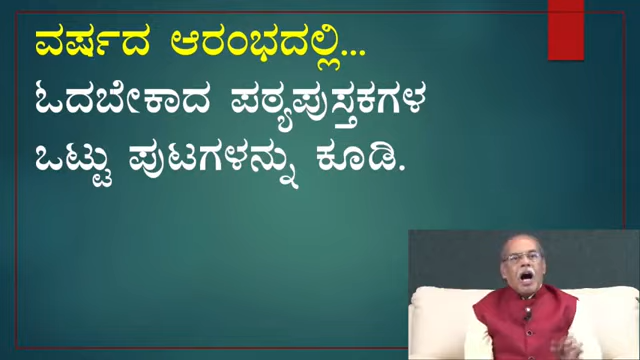 ವರ್ಷದ ಆರಂಭದಲ್ಲಿ...
ಓದಬೇಕಾದ ಪಠ್ಯಪುಸ್ತಕಗಳ
ಒಟ್ಟು ಪುಟಗಳನ್ನು ಕೂಡಿ.